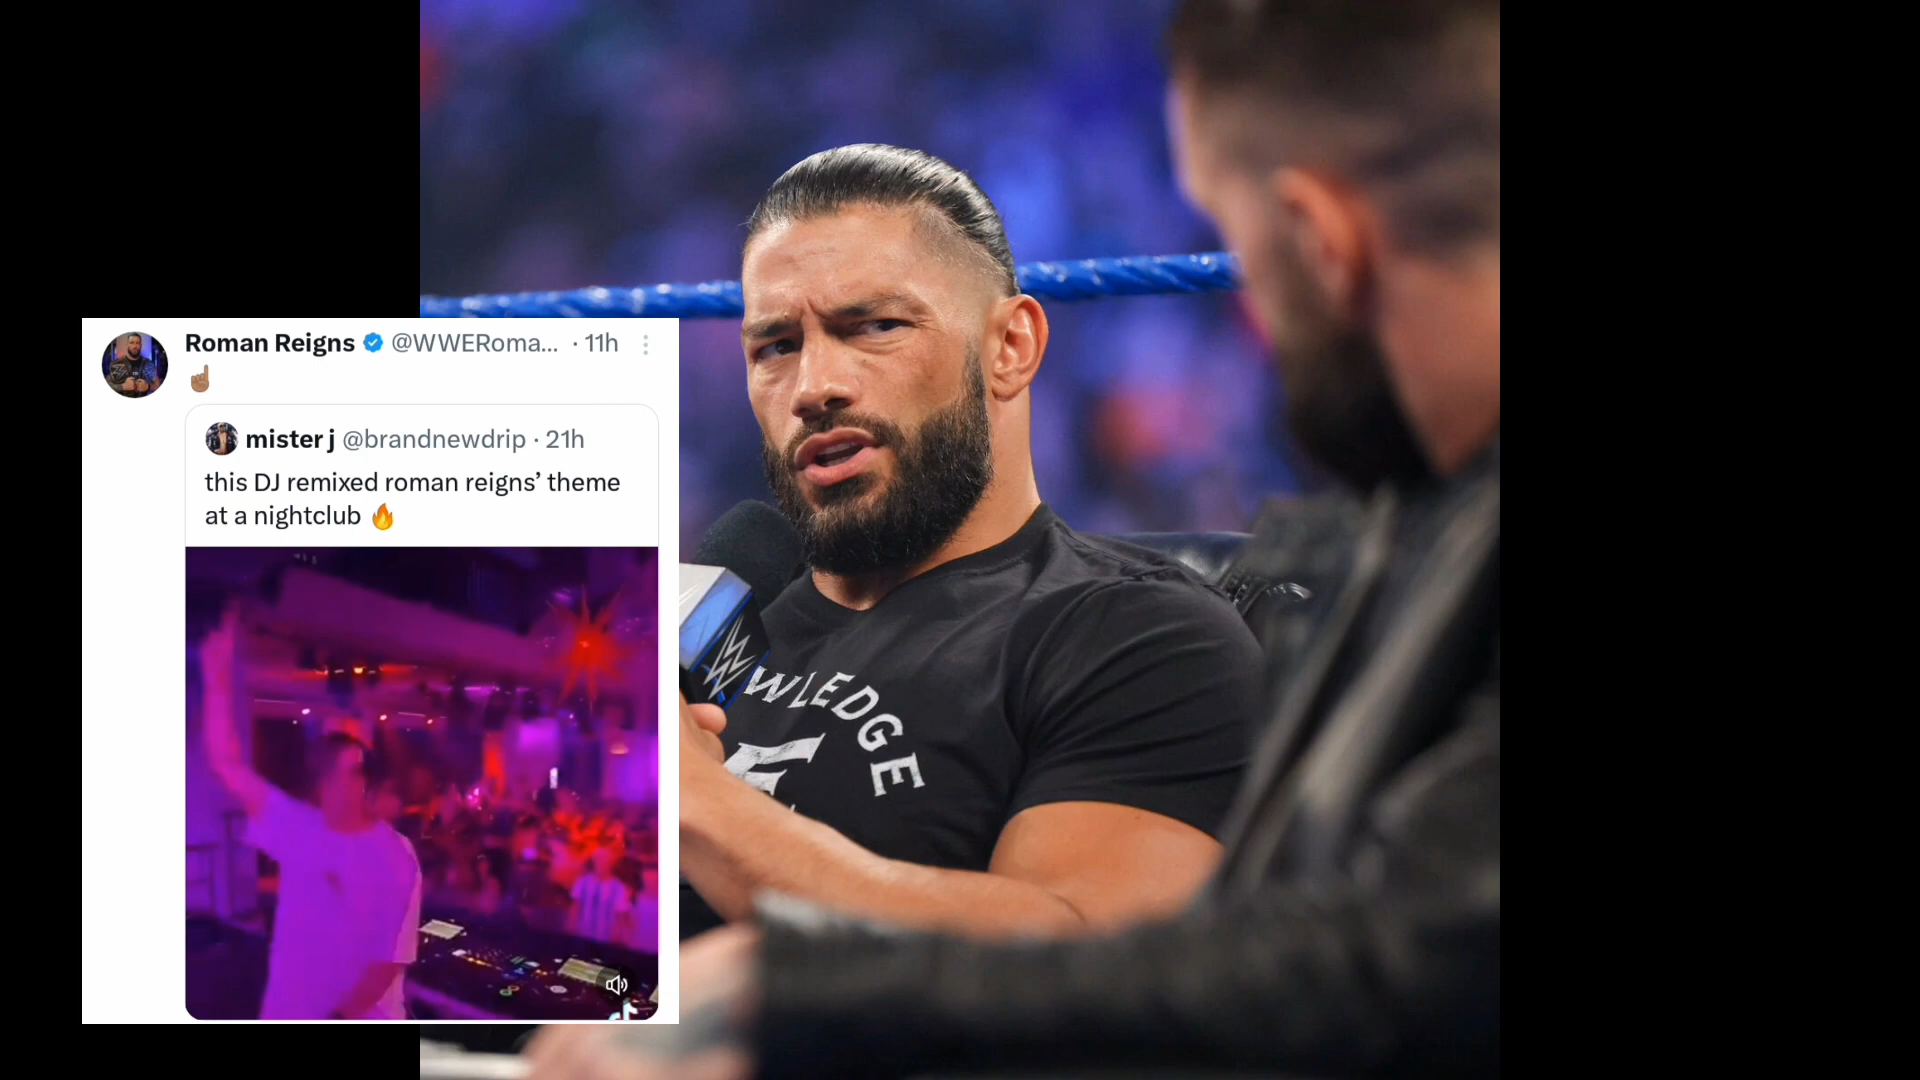 Roman Reigns @WWERoma... · 11h
☝🏽
mister j @brandnewdrip · 21h
this DJ remixed roman reigns’ theme
at a nightclub 🔥
WLEDGE